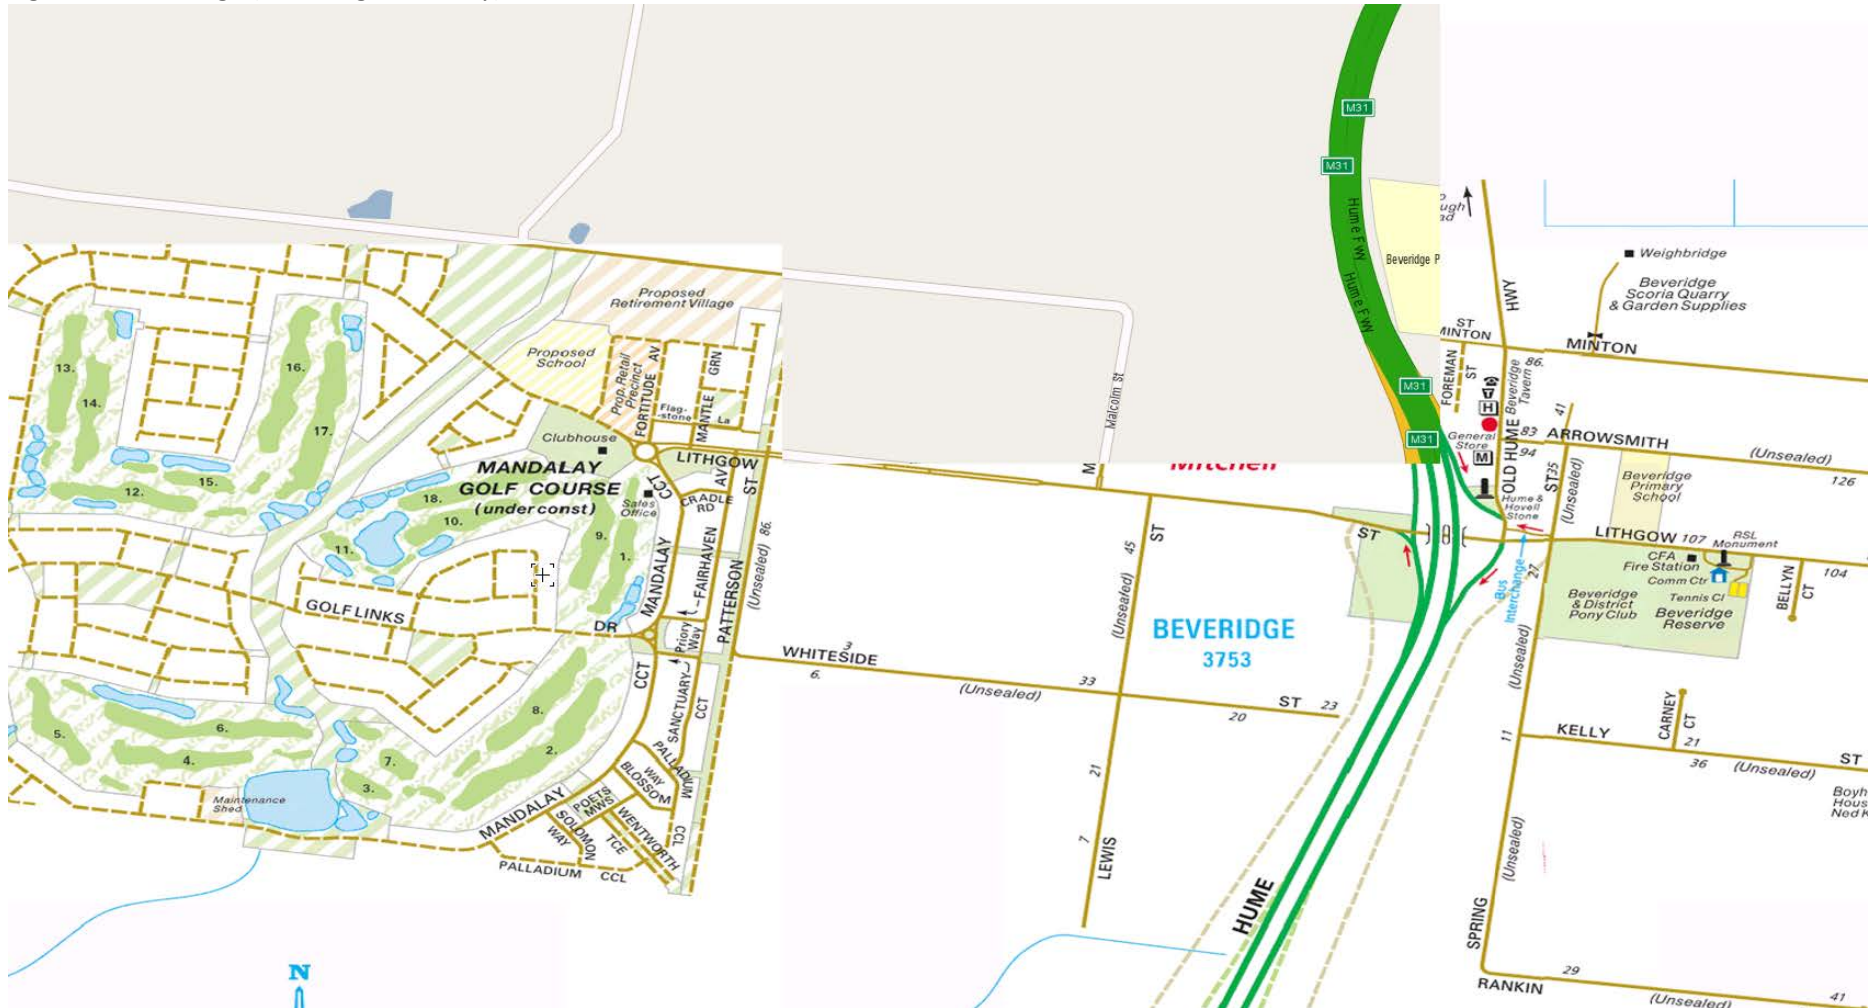 M31
M31
Hume Fwy
Hume Fwy
Beveridge P
M31
M31
Malcolm St
Mitchell
HWY
Weighbridge
Beveridge
Scoria Quarry
& Garden Supplies
ST
MINTON
MINTON
86.
FOREMAN
ST
Beveridge
Tavern
H
General
Store
M
OLD HUME
83
94
ARROWSMITH
(Unsealed)
126
41
ST
35
(Unsealed)
Beveridge
Primary
School
Hume &
Hovell
Stone
LITHGOW
107
RSL
Monument
CFA
Fire Station
Comm Ctr
Tennis Cl
104
BELLYN
CT
Bus
Interchange
27
Beveridge
& District
Pony Club
Beveridge
Reserve
(Unsealed)
CARNEY
CT
21
11
KELLY
36
(Unsealed)
ST
Boyh
Hous
Ned K
(Unsealed)
SPRING
RANKIN
29
(Unsealed)
41
Proposed
Retirement Village
Proposed
School
Prop. Retail
Precinct
FORTITUDE
AV
GRN
MANTLE
Flag-
-stone
La
13.
14.
16.
17.
12.
15.
Clubhouse
MANDALAY
GOLF COURSE
(under const)
LITHGOW
ST
AV
CCT
Sales
Office
CRADLE
RD
18.
10.
11.
9.
1.
MANDALAY
FAIRHAVEN
PATTERSON
(Unsealed)
86.
GOLF LINKS
DR
Priory
Way
CCT
SANCTUARY
CCT
WHITESIDE
3
6.
(Unsealed)
33
20
ST
23
45
ST
(Unsealed)
21
7
LEWIS
BEVERIDGE
3753
ST
HUME
5.
6.
4.
7.
3.
8.
2.
Maintenance
Shed
MANDALAY
PALLADIUM
WAY
BLOSSOM
POETS
MWS
SOLOMON
WAY
WENTWORTH
TCE
CCL
PALLADIUM
CCL
N